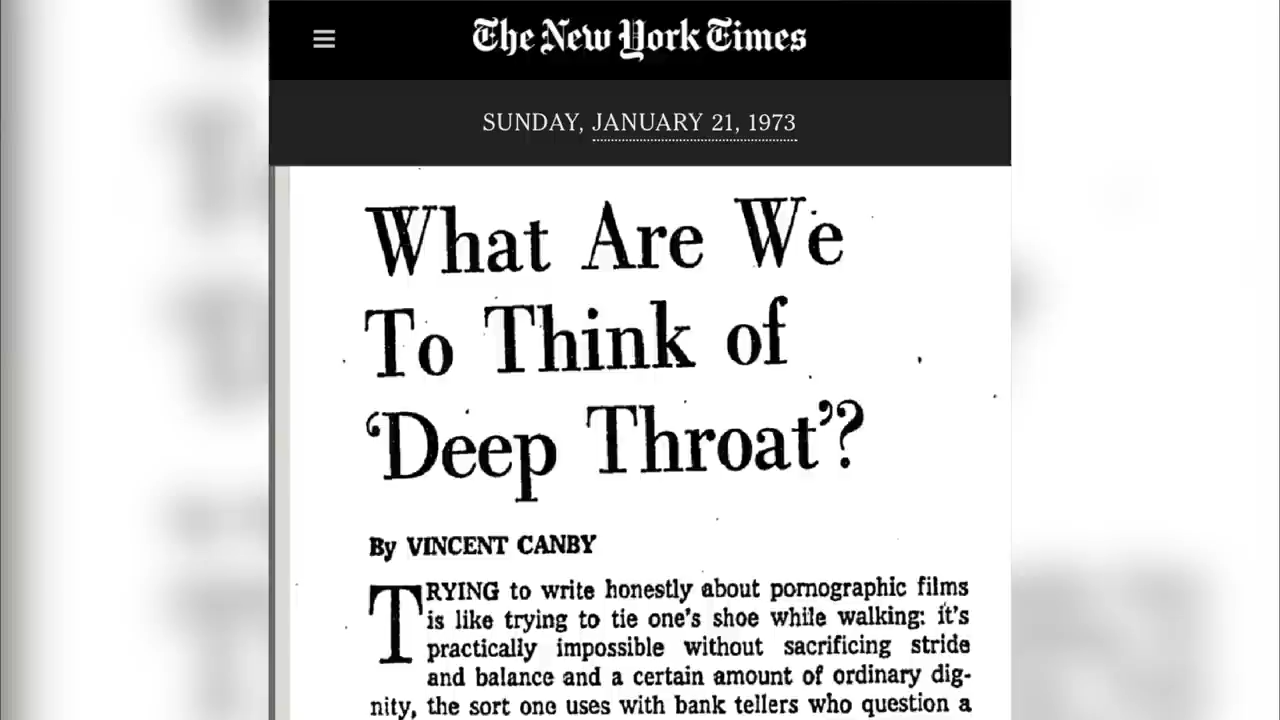 The New York Times
SUNDAY, JANUARY 21, 1973
What Are We
To Think of
‘Deep Throat’?
By VINCENT CANBY
TRYING to write honestly about pornographic films
is like trying to tie one's shoe while walking: it's
practically impossible without sacrificing stride
and balance and a certain amount of ordinary dig-
nity, the sort one uses with bank tellers who question a